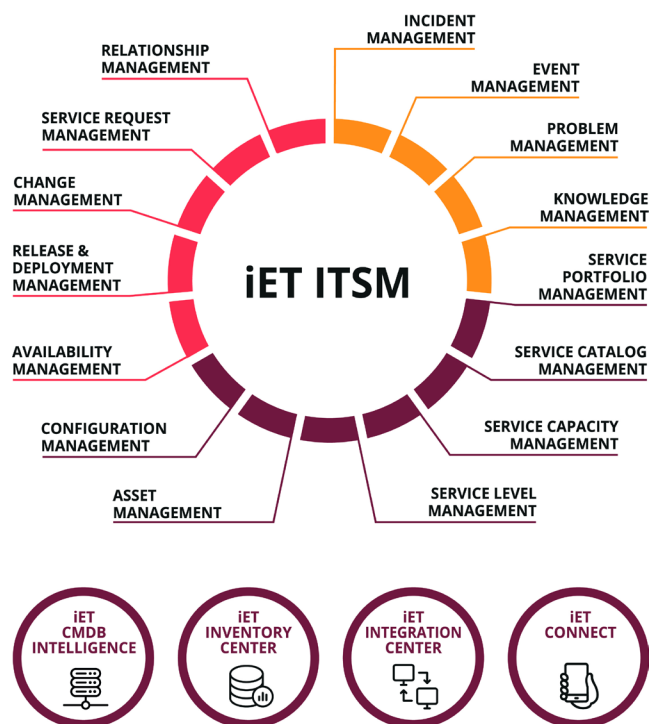 INCIDENT
MANAGEMENT
RELATIONSHIP
MANAGEMENT
EVENT
MANAGEMENT
SERVICE REQUEST
MANAGEMENT
PROBLEM
MANAGEMENT
CHANGE
MANAGEMENT
KNOWLEDGE
MANAGEMENT
RELEASE &
DEPLOYMENT
MANAGEMENT
iET ITSM
SERVICE
PORTFOLIO
MANAGEMENT
AVAILABILITY
MANAGEMENT
SERVICE CATALOG
MANAGEMENT
CONFIGURATION
MANAGEMENT
SERVICE CAPACITY
MANAGEMENT
ASSET
MANAGEMENT
SERVICE LEVEL
MANAGEMENT
iET
CMDB
INTELLIGENCE
iET
INVENTORY
CENTER
iET
INTEGRATION
CENTER
iET
CONNECT